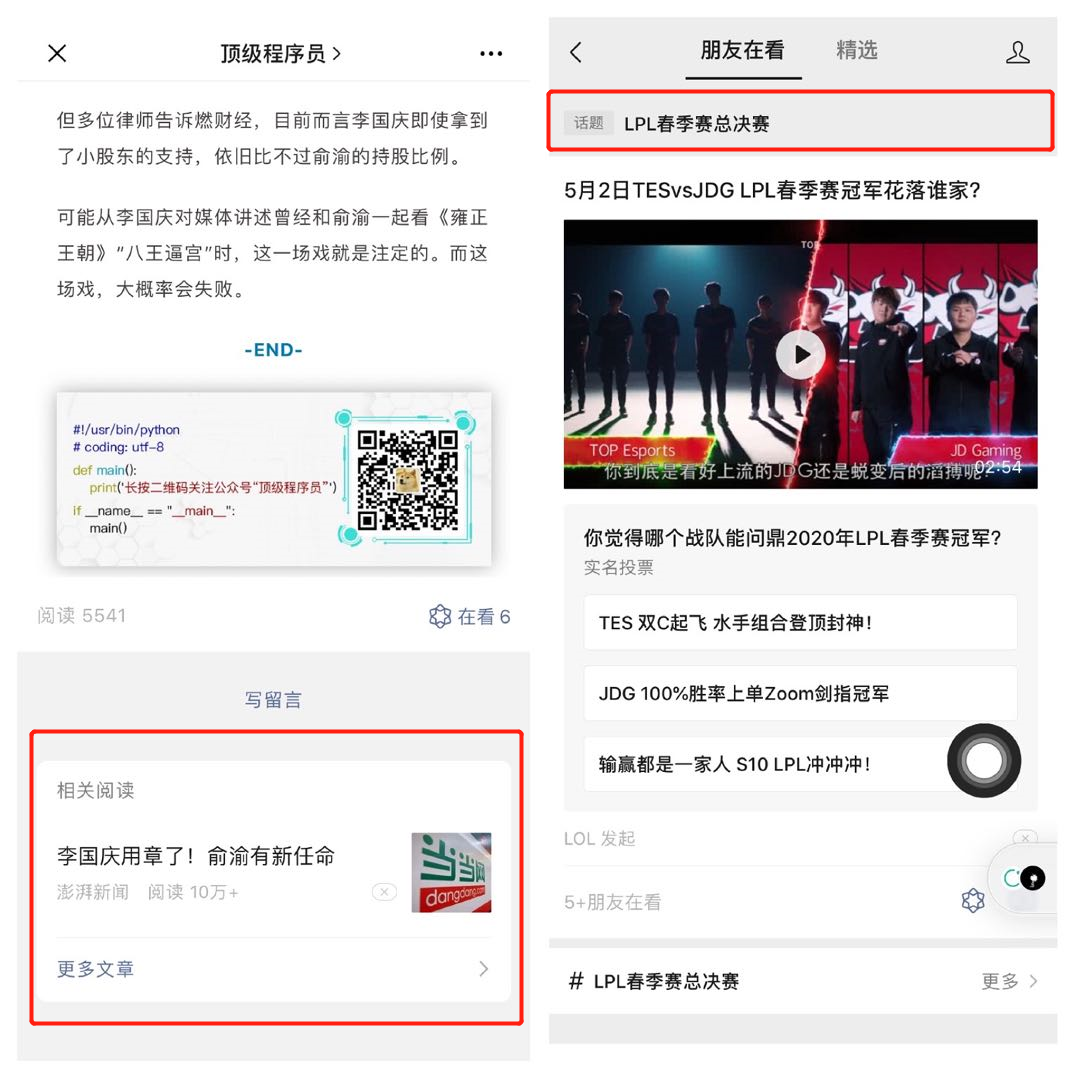 顶级程序员
但多位律师告诉燃财经，目前而言李国庆即使拿到
了小股东的支持，依旧比不过俞渝的持股比例。
可能从李国庆对媒体讲述曾经和俞渝一起看《雍正
王朝》“八王逼宫”时，这一场戏就是注定的。而这
场戏，大概率会失败。
-END-
#!/usr/bin/python
# coding: utf-8
def main():
print('长按二维码关注公众号“顶级程序员”')
if __name__ == "__main__":
main()
阅读 5541
在看 6
写留言
相关阅读
李国庆用章了！俞渝有新任命
澎湃新闻 阅读 10万+
当当网
dangdang.com
更多文章
朋友在看 精选
话题 LPL春季赛总决赛
5月2日TESvsJDG LPL春季赛冠军花落谁家?
TOP Esports
JD Gaming
你到底是看好上流的JDG还是蜕变后的滔搏呢?
02:54
你觉得哪个战队能问鼎2020年LPL春季赛冠军?
实名投票
TES 双C起飞 水手组合登顶封神!
JDG 100%胜率上单Zoom剑指冠军
输赢都是一家人 S10 LPL冲冲冲!
LOL 发起
5+朋友在看
# LPL春季赛总决赛
更多